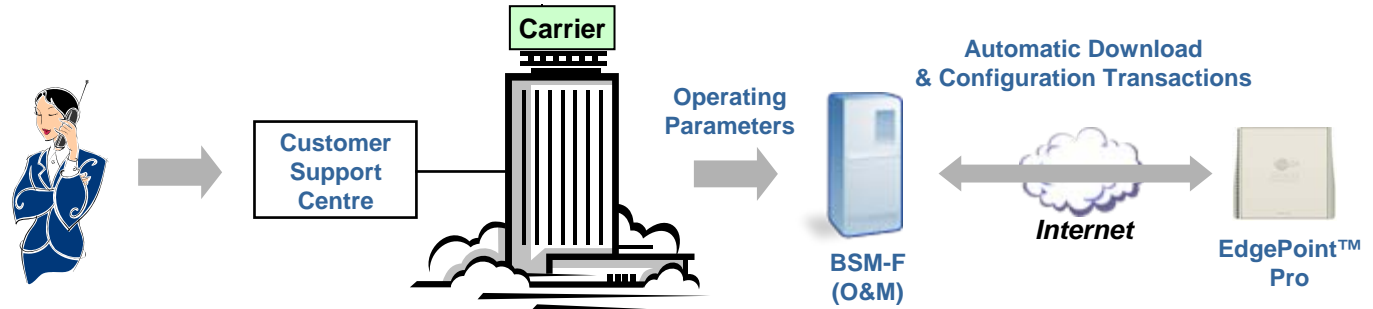 Carrier
Customer
Support
Centre
Operating
Parameters
BSM-F
(O&M)
Automatic Download
& Configuration Transactions
Internet
EdgePoint™
Pro